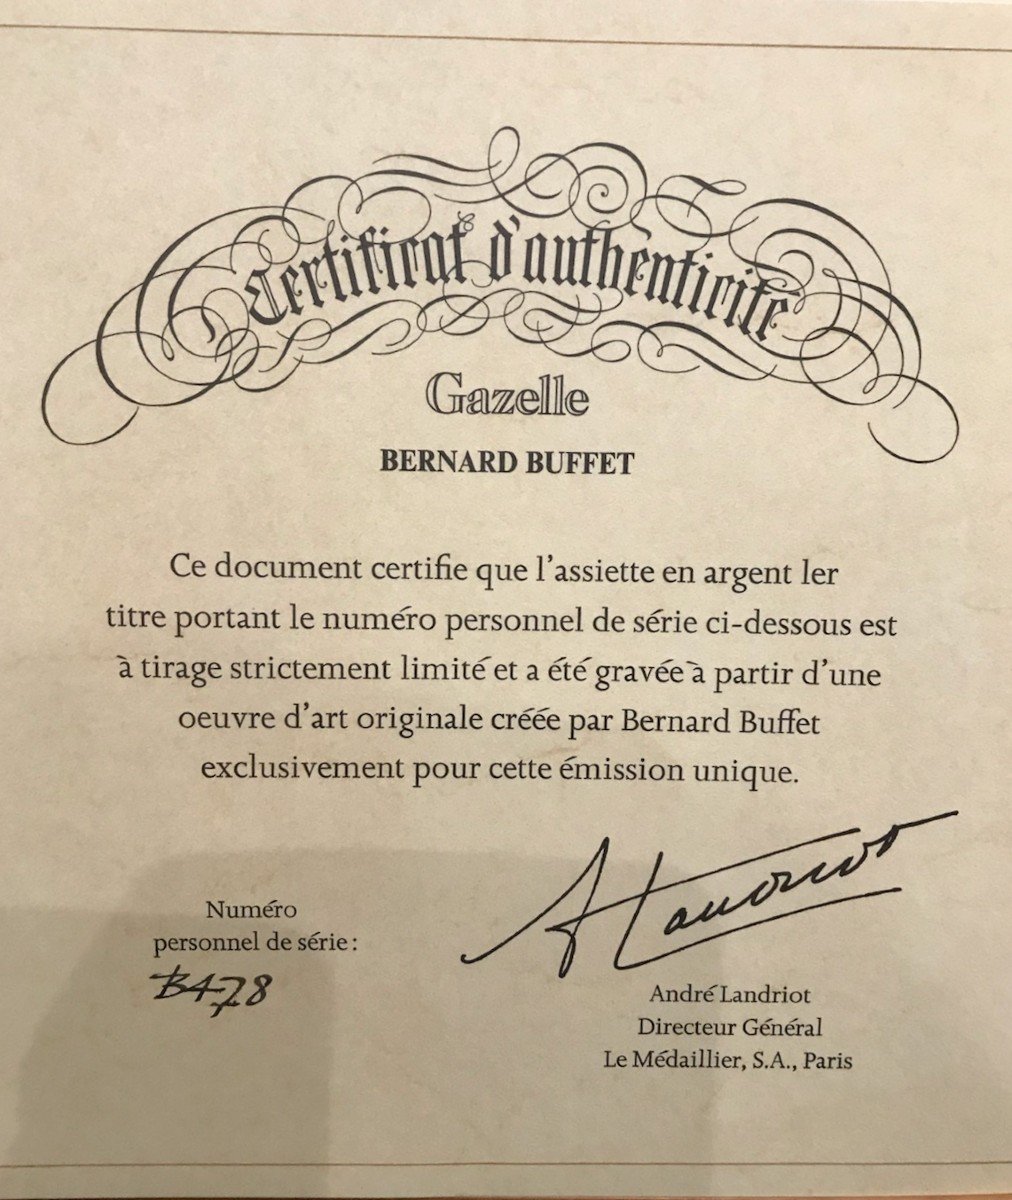 Certificat d'authenticité
Gazelle
BERNARD BUFFET
Ce document certifie que l'assiette en argent ler
titre portant le numéro personnel de série ci-dessous est
à tirage strictement limité et a été gravée à partir d'une
oeuvre d'art originale créée par Bernard Buffet
exclusivement pour cette émission unique.
Numéro
personnel de série:
B478
A Landriot
André Landriot
Directeur Général
Le Médaillier, S.A., Paris